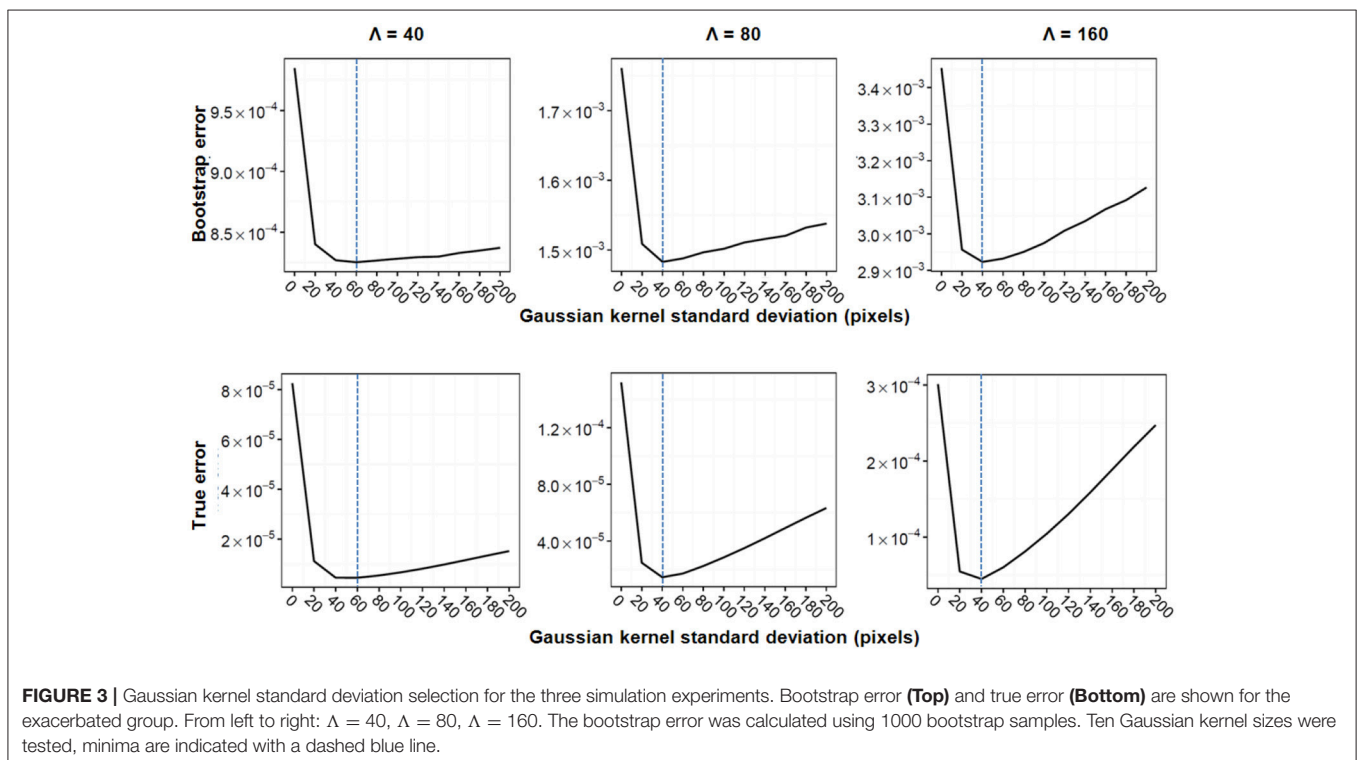 Λ = 40 Λ = 80 Λ = 160
Bootstrap error
9.5 × 10⁻⁴
9.0 × 10⁻⁴
8.5 × 10⁻⁴
0 20 40 60 80 100 120 140 160 180 200
1.7 × 10⁻³
1.6 × 10⁻³
1.5 × 10⁻³
0 20 40 60 80 100 120 140 160 180 200
3.4 × 10⁻³
3.3 × 10⁻³
3.2 × 10⁻³
3.1 × 10⁻³
3.0 × 10⁻³
2.9 × 10⁻³
0 20 40 60 80 100 120 140 160 180 200
Gaussian kernel standard deviation (pixels)
True error
8 × 10⁻⁵
6 × 10⁻⁵
4 × 10⁻⁵
2 × 10⁻⁵
0 20 40 60 80 100 120 140 160 180 200
1.2 × 10⁻⁴
8.0 × 10⁻⁵
4.0 × 10⁻⁵
0 20 40 60 80 100 120 140 160 180 200
3 × 10⁻⁴
2 × 10⁻⁴
1 × 10⁻⁴
0 20 40 60 80 100 120 140 160 180 200
Gaussian kernel standard deviation (pixels)
FIGURE 3 | Gaussian kernel standard deviation selection for the three simulation experiments. Bootstrap error (Top) and true error (Bottom) are shown for the
exacerbated group. From left to right: Λ = 40, Λ = 80, Λ = 160. The bootstrap error was calculated using 1000 bootstrap samples. Ten Gaussian kernel sizes were
tested, minima are indicated with a dashed blue line.